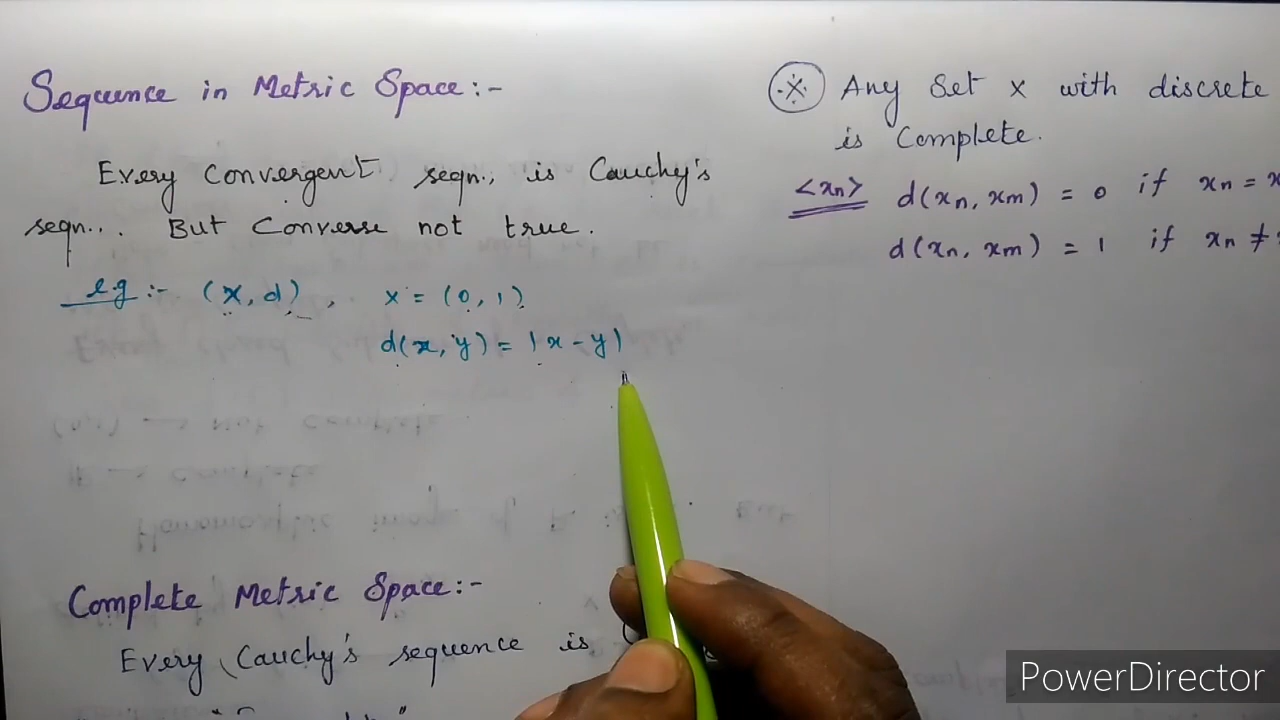 Sequence in Metric Space:-
Every Convergent seqn., is Cauchy's
seqn... But Converse not true.
e.g :- (X, d) , X = (0, 1)
d(x, y) = |x - y|
Complete Metric Space:-
Every Cauchy's sequence is
Any Set X with discrete
is Complete.
<xn> d(xn, xm) = 0 if xn = x
d(xn, xm) = 1 if xn ≠
PowerDirector